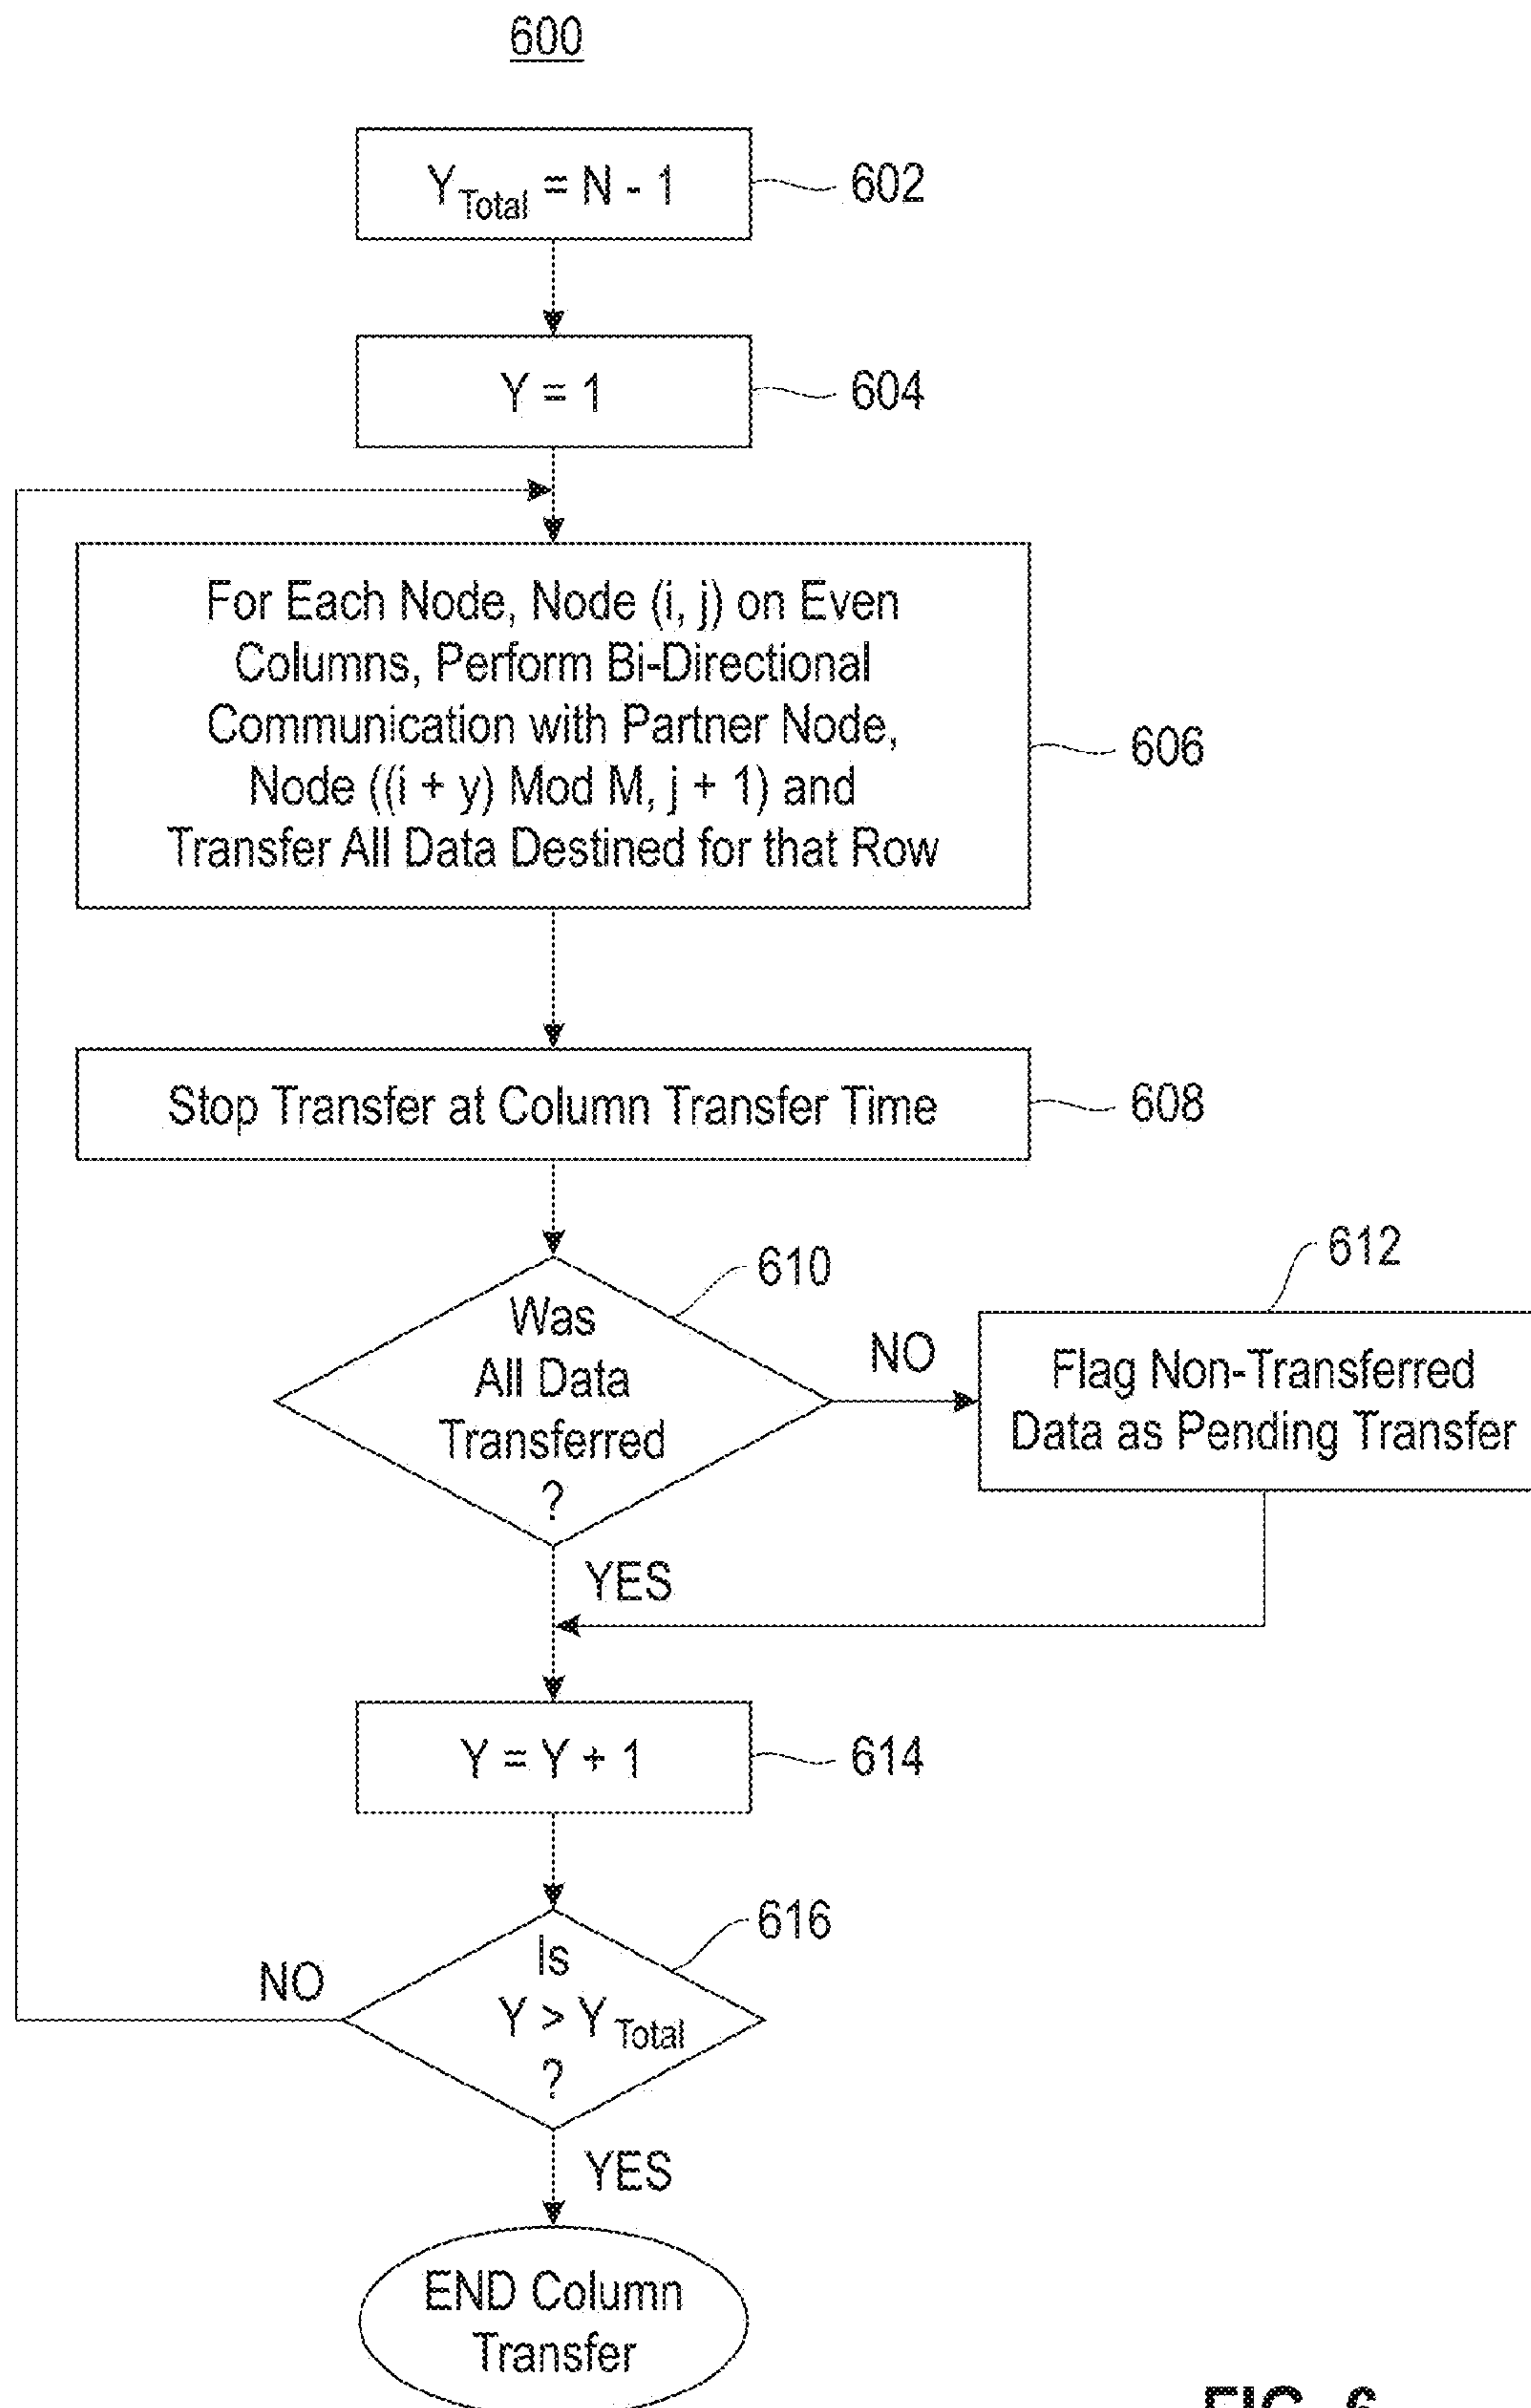 600
Y Total = N - 1
602
Y = 1
604
For Each Node, Node (i, j) on Even
Columns, Perform Bi-Directional
Communication with Partner Node,
Node ((i + y) Mod M, j + 1) and
Transfer All Data Destined for that Row
606
Stop Transfer at Column Transfer Time
608
610
Was
All Data
Transferred
?
NO
612
Flag Non-Transferred
Data as Pending Transfer
YES
Y = Y + 1
614
616
Is
Y > Y Total
?
NO
YES
END Column
Transfer
FIG. 6